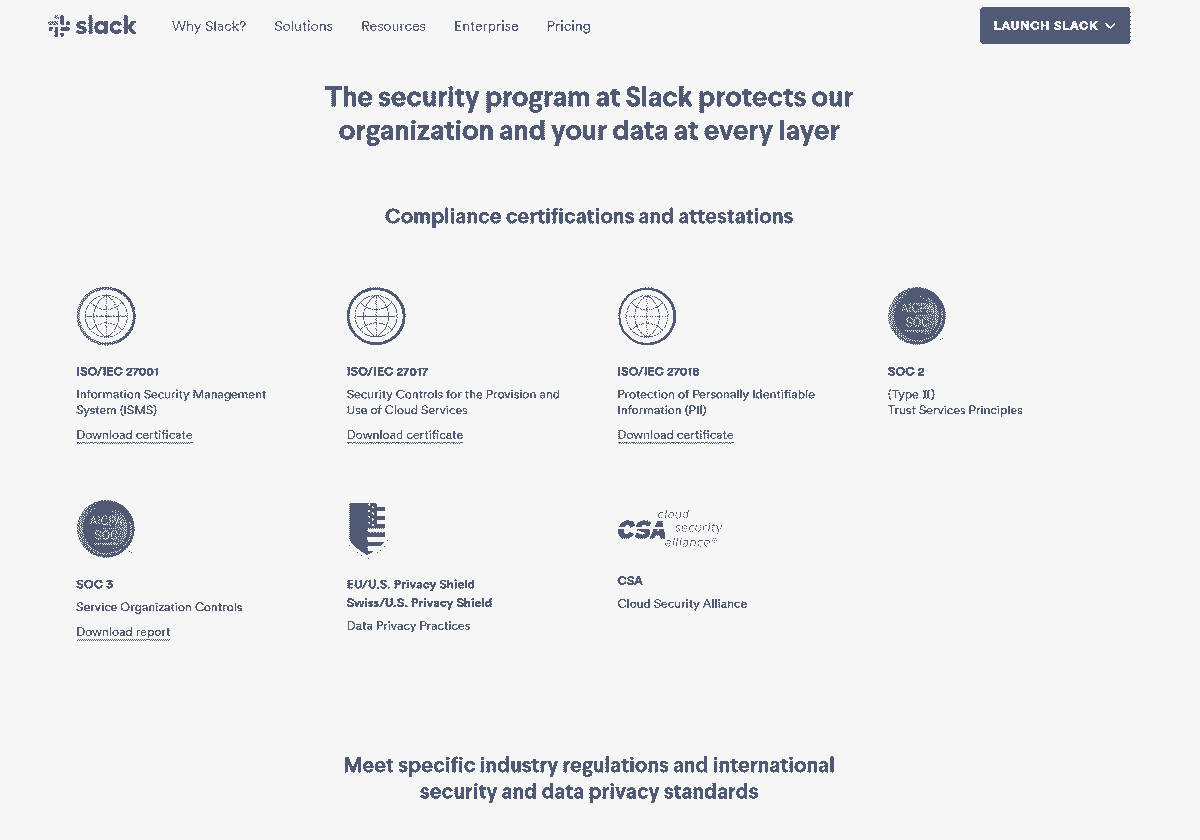 slack
Why Slack?
Solutions
Resources
Enterprise
Pricing
LAUNCH SLACK
The security program at Slack protects our
organization and your data at every layer
Compliance certifications and attestations
ISO/IEC 27001
Information Security Management
System (ISMS)
Download certificate
ISO/IEC 27017
Security Controls for the Provision and
Use of Cloud Services
Download certificate
ISO/IEC 27018
Protection of Personally Identifiable
Information (PII)
Download certificate
AICPA
SOC
SOC 2
(Type II)
Trust Services Principles
AICPA
SOC
SOC 3
Service Organization Controls
Download report
EU/U.S. Privacy Shield
Swiss/U.S. Privacy Shield
Data Privacy Practices
CSA cloud
security
alliance®
CSA
Cloud Security Alliance
Meet specific industry regulations and international
security and data privacy standards